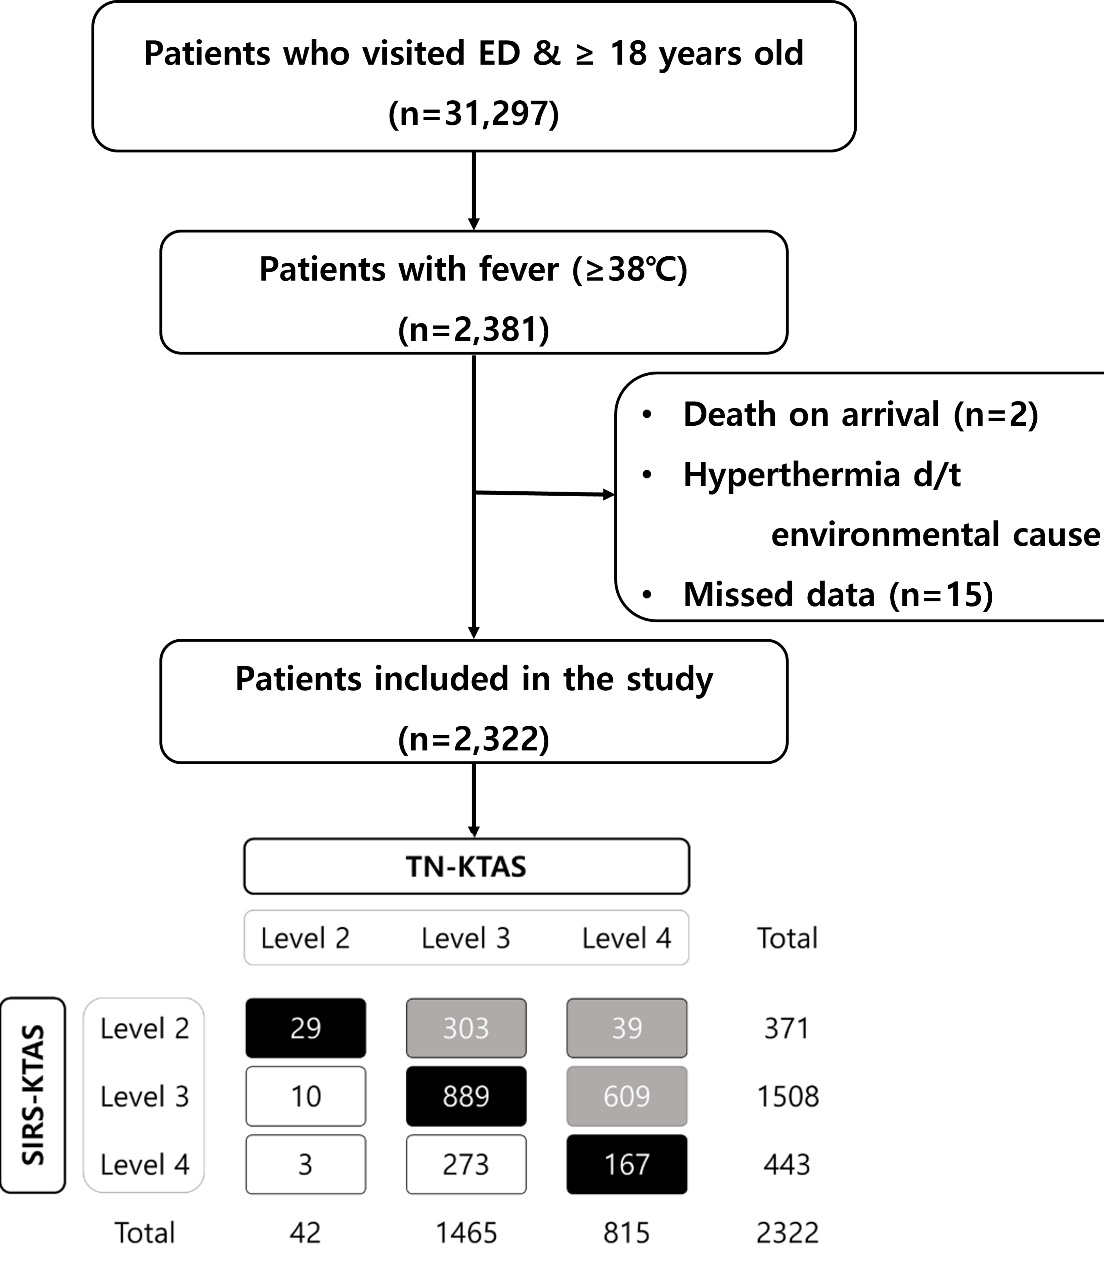 Patients who visited ED & ≥ 18 years old
(n=31,297)
Patients with fever (≥38℃)
(n=2,381)
• Death on arrival (n=2)
• Hyperthermia d/t
environmental cause
• Missed data (n=15)
Patients included in the study
(n=2,322)
TN-KTAS
Level 2 Level 3 Level 4 Total
SIRS-KTAS
Level 2 29 303 39 371
Level 3 10 889 609 1508
Level 4 3 273 167 443
Total 42 1465 815 2322